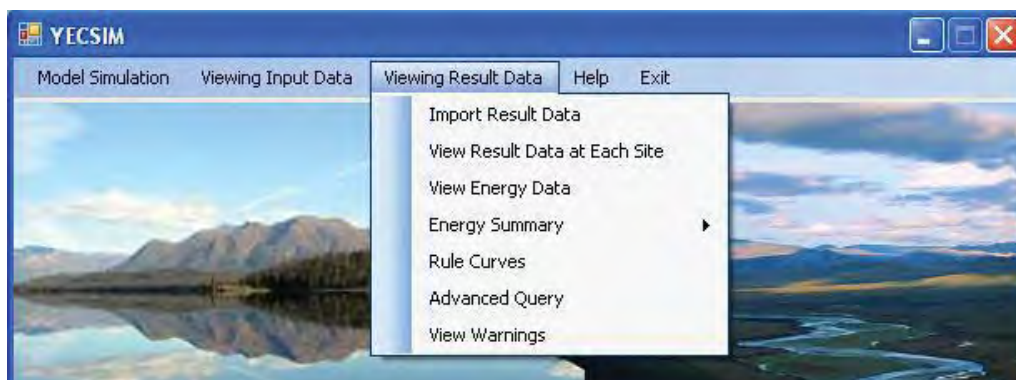 YECSIM
Model Simulation Viewing Input Data Viewing Result Data Help Exit
Import Result Data
View Result Data at Each Site
View Energy Data
Energy Summary
Rule Curves
Advanced Query
View Warnings